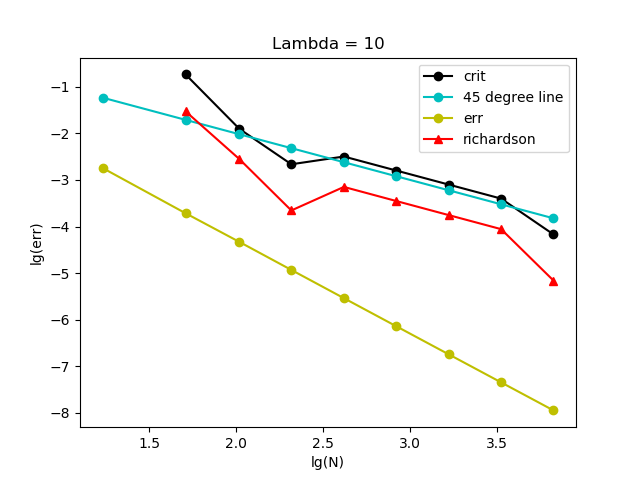 Lambda = 10
crit
45 degree line
err
richardson
lg(err)
−1
−2
−3
−4
−5
−6
−7
−8
1.5
2.0
2.5
3.0
3.5
lg(N)